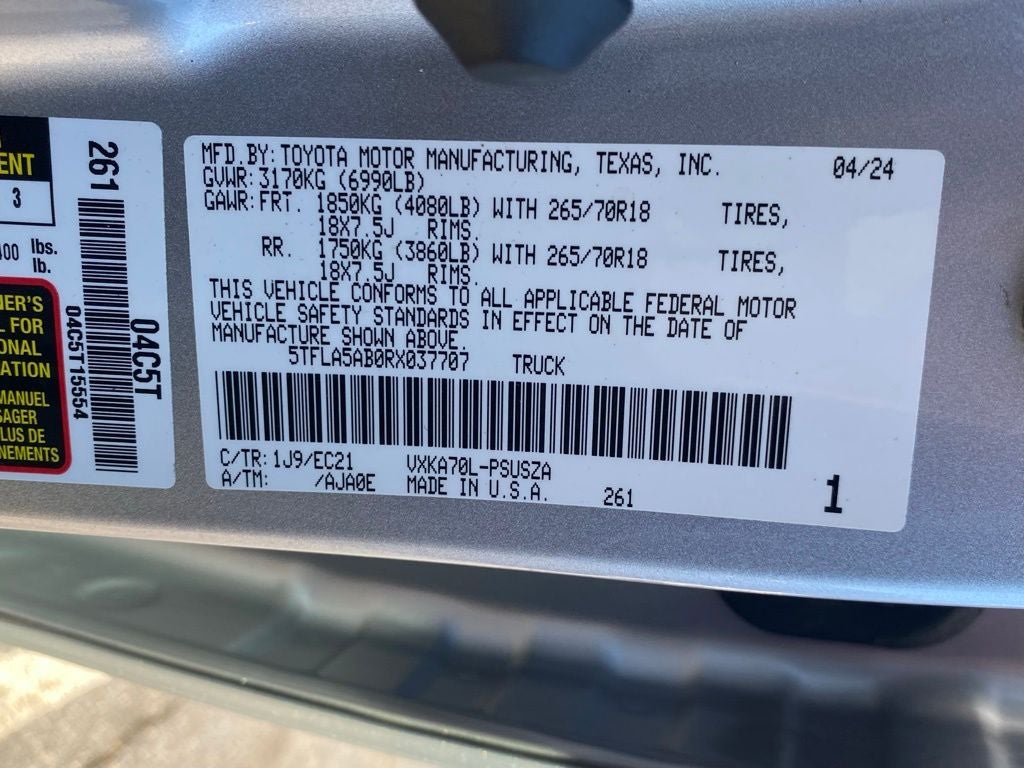 ENT
3
400 lbs.
lb.
NER'S
L FOR
ONAL
ATION
MANUEL
SAGER
LUS DE
NEMENTS
261
04C5T15554
04C5T
MFD.BY: TOYOTA MOTOR MANUFACTURING, TEXAS, INC. 04/24
GVWR: 3170KG (6990LB)
GAWR: FRT. 1850KG (4080LB) WITH 265/70R18 TIRES,
18X7.5J RIMS.
RR. 1750KG (3860LB) WITH 265/70R18 TIRES,
18X7.5J RIMS.
THIS VEHICLE CONFORMS TO ALL APPLICABLE FEDERAL MOTOR
VEHICLE SAFETY STANDARDS IN EFFECT ON THE DATE OF
MANUFACTURE SHOWN ABOVE.
5TFLA5AB0RX037707 TRUCK
C/TR: 1J9/EC21 VXKA70L-PSUSZA
A/TM: /AJA0E MADE IN U.S.A. 261 1